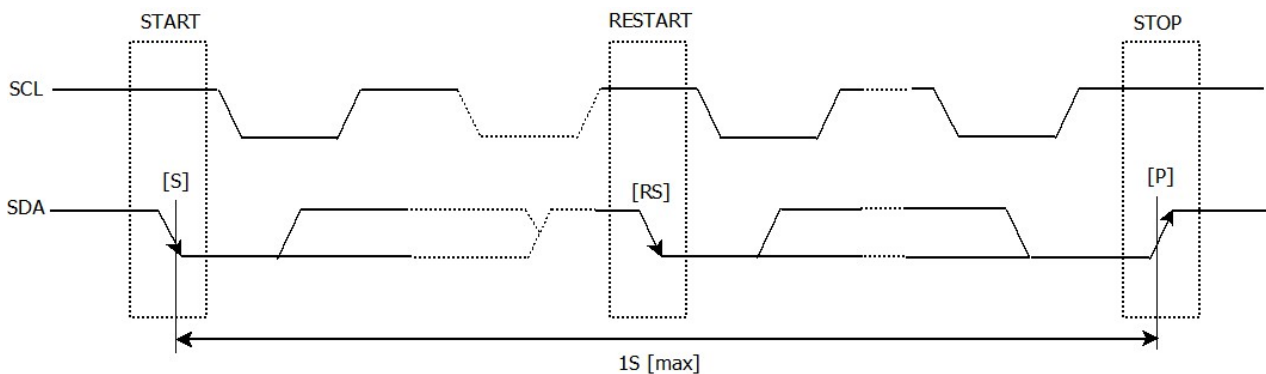 START
RESTART
STOP
SCL
[S]
[RS]
[P]
SDA
1S [max]